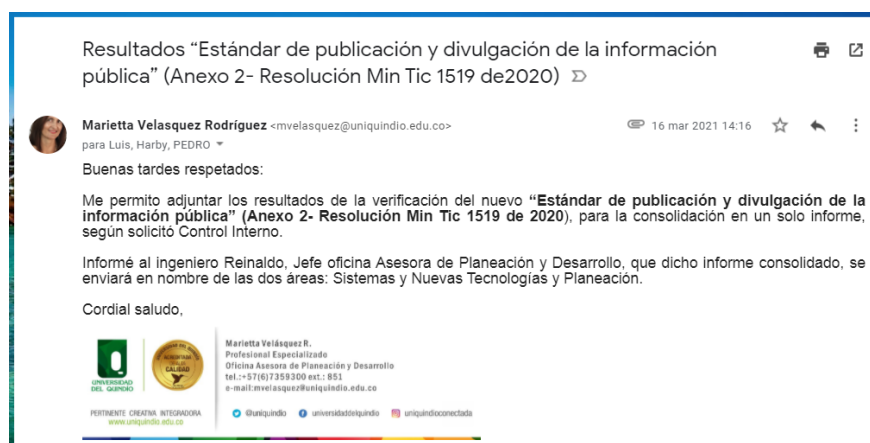 Resultados “Estándar de publicación y divulgación de la información
pública” (Anexo 2- Resolución Min Tic 1519 de2020)
Marietta Velasquez Rodríguez <mvelasquez@uniquindio.edu.co>
16 mar 2021 14:16
para Luis, Harby, PEDRO
Buenas tardes respetados:
Me permito adjuntar los resultados de la verificación del nuevo “Estándar de publicación y divulgación de la
información pública” (Anexo 2- Resolución Min Tic 1519 de 2020), para la consolidación en un solo informe,
según solicitó Control Interno.
Informé al ingeniero Reinaldo, Jefe oficina Asesora de Planeación y Desarrollo, que dicho informe consolidado, se
enviará en nombre de las dos áreas: Sistemas y Nuevas Tecnologías y Planeación.
Cordial saludo,
UNIVERSIDAD
DEL QUINDÍO
ACREDITADA
CALIDAD
PERTINENTE CREATIVA INTEGRADORA
www.uniquindio.edu.co
Marietta Velásquez R.
Profesional Especializado
Oficina Asesora de Planeación y Desarrollo
tel.:+57(6)7359300 ext.: 851
e-mail:mvelasquez@uniquindio.edu.co
@uniquindio universidaddelquindio uniquindioconectada